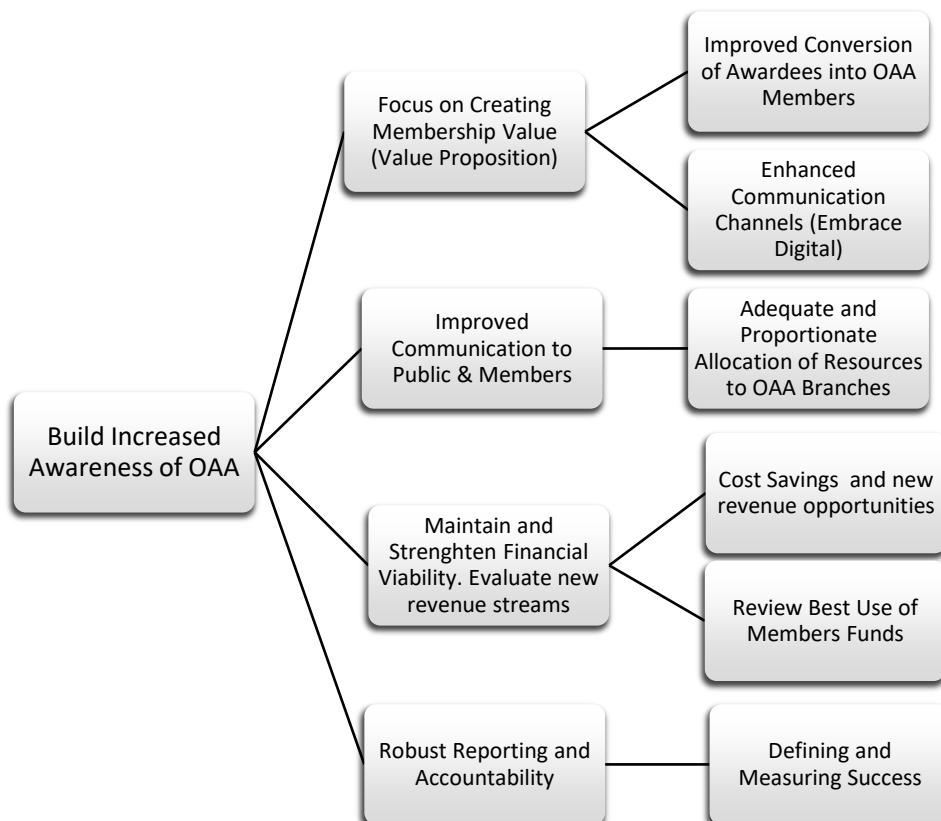 Build Increased
Awareness of OAA
Focus on Creating
Membership Value
(Value Proposition)
Improved Conversion
of Awardees into OAA
Members
Enhanced
Communication
Channels (Embrace
Digital)
Improved
Communication to
Public & Members
Adequate and
Proportionate
Allocation of Resources
to OAA Branches
Maintain and
Strenghten Financial
Viability. Evaluate new
revenue streams
Cost Savings and new
revenue opportunities
Review Best Use of
Members Funds
Robust Reporting and
Accountability
Defining and
Measuring Success